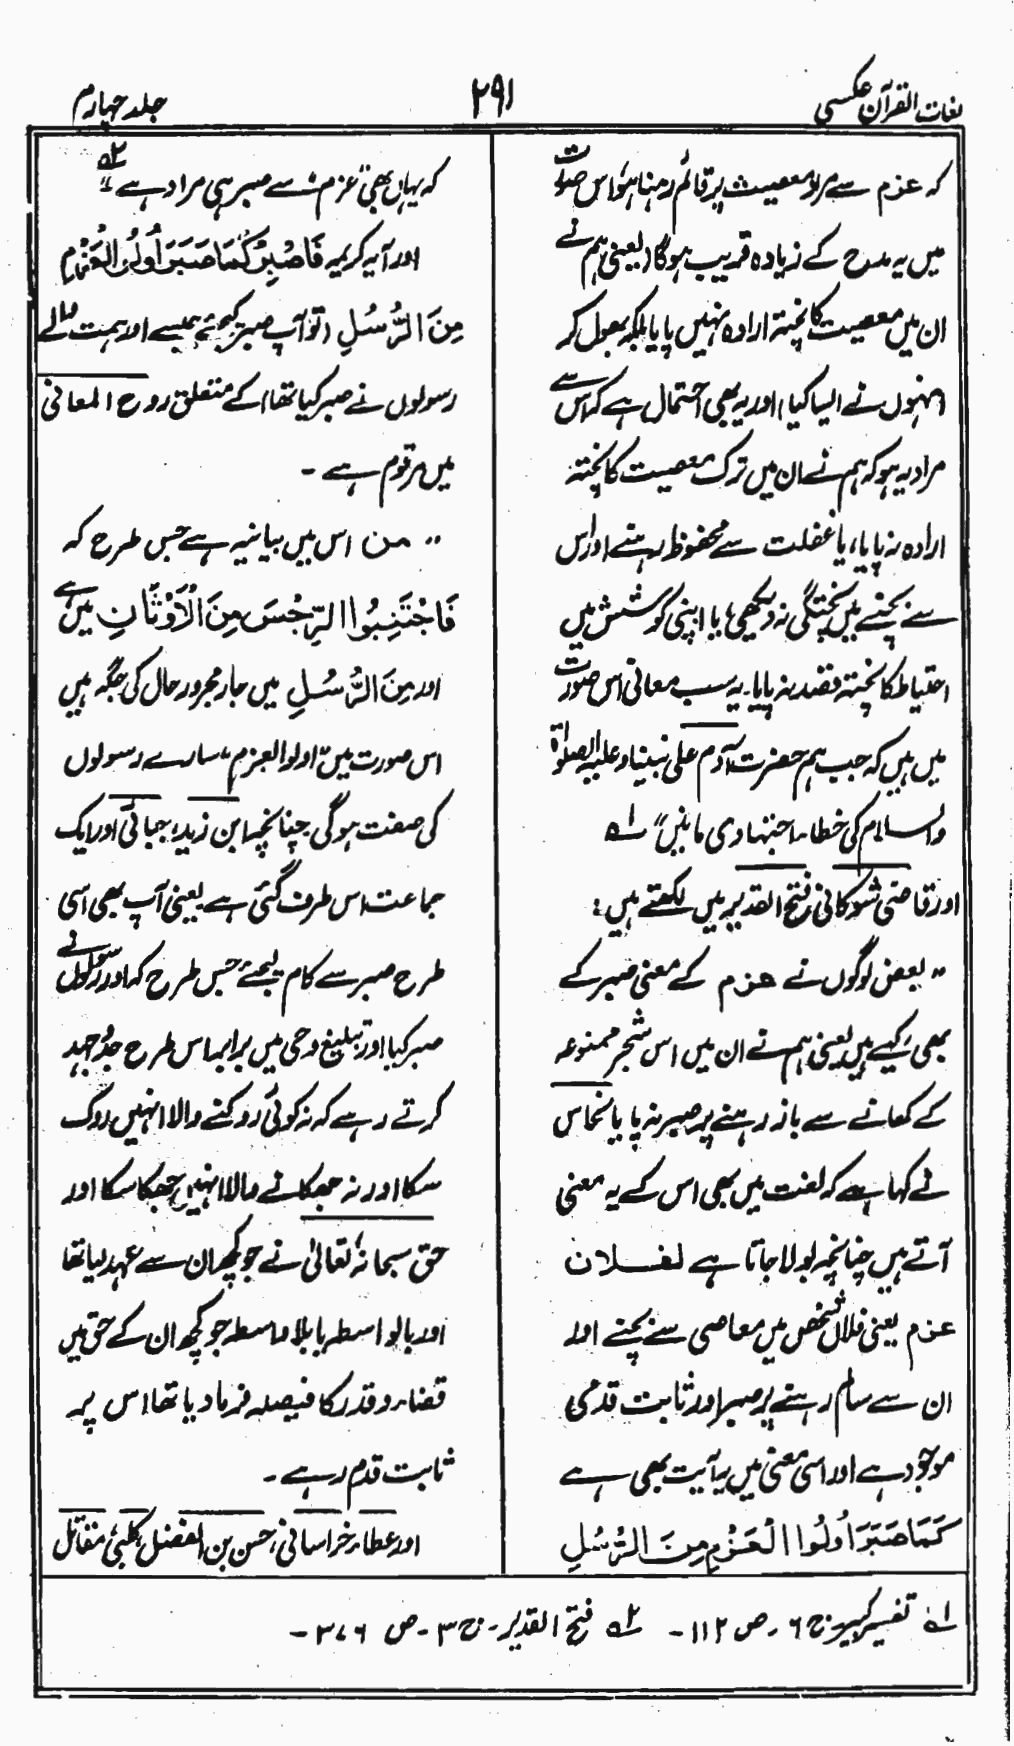 لغات القرآن عکسی
۲۹۱
جلد چہارم
کہ عزم سے مراد معصیت پر قائم رہنا ہو، اس صورت
میں یہ مدح کے زیادہ قریب ہوگا (یعنی ہم نے
ان میں معصیت کا پختہ ارادہ نہیں پایا بلکہ بھول کر
انہوں نے ایسا کیا) اور یہ بھی احتمال ہے کہ اس سے
مراد یہ ہو کہ ہم نے ان میں ترک معصیت کا پختہ
ارادہ نہ پایا، یا غفلت سے محفوظ رہنے اور اس
سے بچنے میں پختگی نہ دیکھی، یا اپنی کوشش میں
احتیاط کا پختہ قصد نہ پایا۔ یہ سب معانی اس صورت
میں ہیں کہ جب ہم حضرت آدم علی نبینا و علیہ الصلوٰۃ
والسلام کی خطاء اجتہادی مانیں" لہ
اور قاضی شوکانی فتح القدیر میں لکھتے ہیں:
"بعض لوگوں نے عزم کے معنی صبر کے
بھی کیے ہیں یعنی ہم نے ان میں اس شجر ممنوعہ
کے کھانے سے باز رہنے پر صبر نہ پایا نحاس
نے کہا ہے کہ لغت میں بھی اس کے یہ معنی
آتے ہیں چنانچہ بولا جاتا ہے لفلان
عزم یعنی فلاں شخص میں معاصی سے بچنے اور
ان سے سالم رہنے پر صبر اور ثابت قدمی
موجود ہے اور اسی معنی میں یہ آیت بھی ہے
كَمَا صَبَرَ اُولُوا الْعَزْمِ مِنَ الرُّسُلِ
کہ یہاں بھی "عزم" سے صبر ہی مراد ہے" ۲ہ
اور آیہ کریمہ فَاصْبِرْ كَمَا صَبَرَ اُولُو الْعَزْمِ
مِنَ الرُّسُلِ (تو آپ صبر کیجئے جیسے اور ہمت والے
رسولوں نے صبر کیا تھا) کے متعلق روح المعانی
میں مرقوم ہے۔
"من اس میں بیانیہ ہے جس طرح کہ
فَاجْتَنِبُوا الرِّجْسَ مِنَ الْاَوْثَانِ میں ہے
اور مِنَ الرُّسُلِ میں جار مجرور حال کی جگہ ہیں
اس صورت میں "اولو العزم" سارے رسولوں
کی صفت ہوگی چنانچہ ابن زید، جبائی اور ایک
جماعت اس طرف گئی ہے یعنی آپ بھی اسی
طرح صبر سے کام لیجئے جس طرح کہ اور رسولوں نے
صبر کیا اور تبلیغ وحی میں برابر اس طرح جدوجہد
کرتے رہے کہ نہ کوئی روکنے والا انہیں روک
سکا اور نہ جھکانے والا انہیں جھکا سکا اور
حق سبحانہ تعالیٰ نے جو کچھ ان سے عہد لیا تھا
اور بالواسطہ یا بلا واسطہ جو کچھ ان کے حق میں
قضاء و قدر کا فیصلہ فرما دیا تھا اس پر
ثابت قدم رہے۔
اور عطاء خراسانی، حسن بن الفضل، کلبی، مقاتل
لہ تفسیر کبیر۔ ج ۶۔ ص ۱۱۲۔ ۲ہ فتح القدیر۔ ج ۳۔ ص ۳۷۶۔